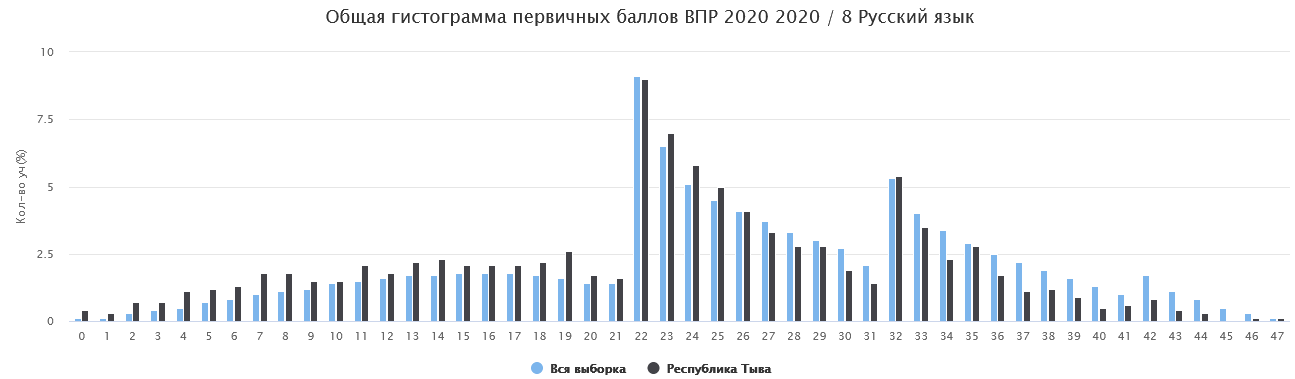 Общая гистограмма первичных баллов ВПР 2020 2020 / 8 Русский язык
10
7.5
5
2.5
0
Кол-во уч(%)
0 1 2 3 4 5 6 7 8 9 10 11 12 13 14 15 16 17 18 19 20 21 22 23 24 25 26 27 28 29 30 31 32 33 34 35 36 37 38 39 40 41 42 43 44 45 46 47
Вся выборка Республика Тыва